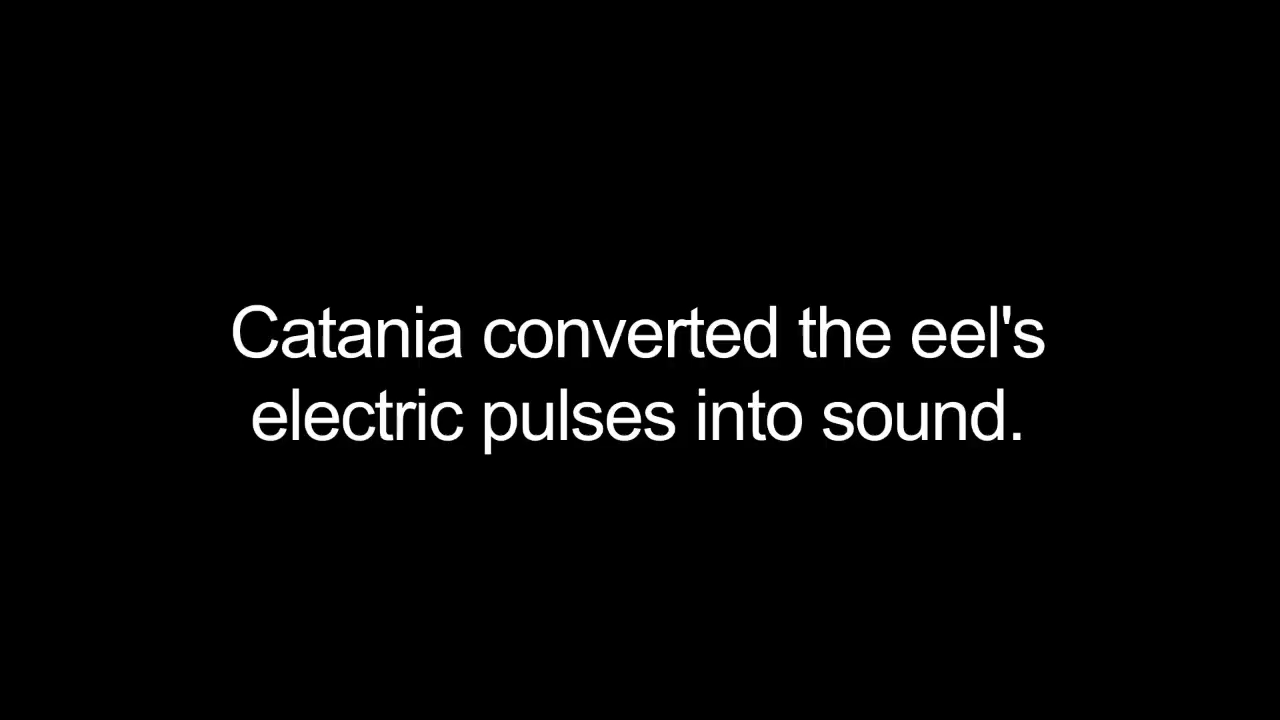 Catania converted the eel's
electric pulses into sound.